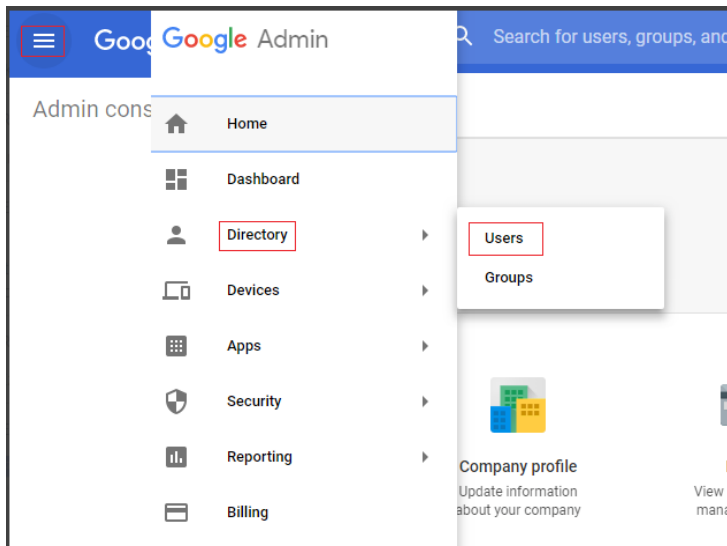 Goo
Google Admin
Search for users, groups, and
Admin cons
Home
Dashboard
Directory
Users
Groups
Devices
Apps
Security
Reporting
Billing
Company profile
Update information
about your company
View
mana